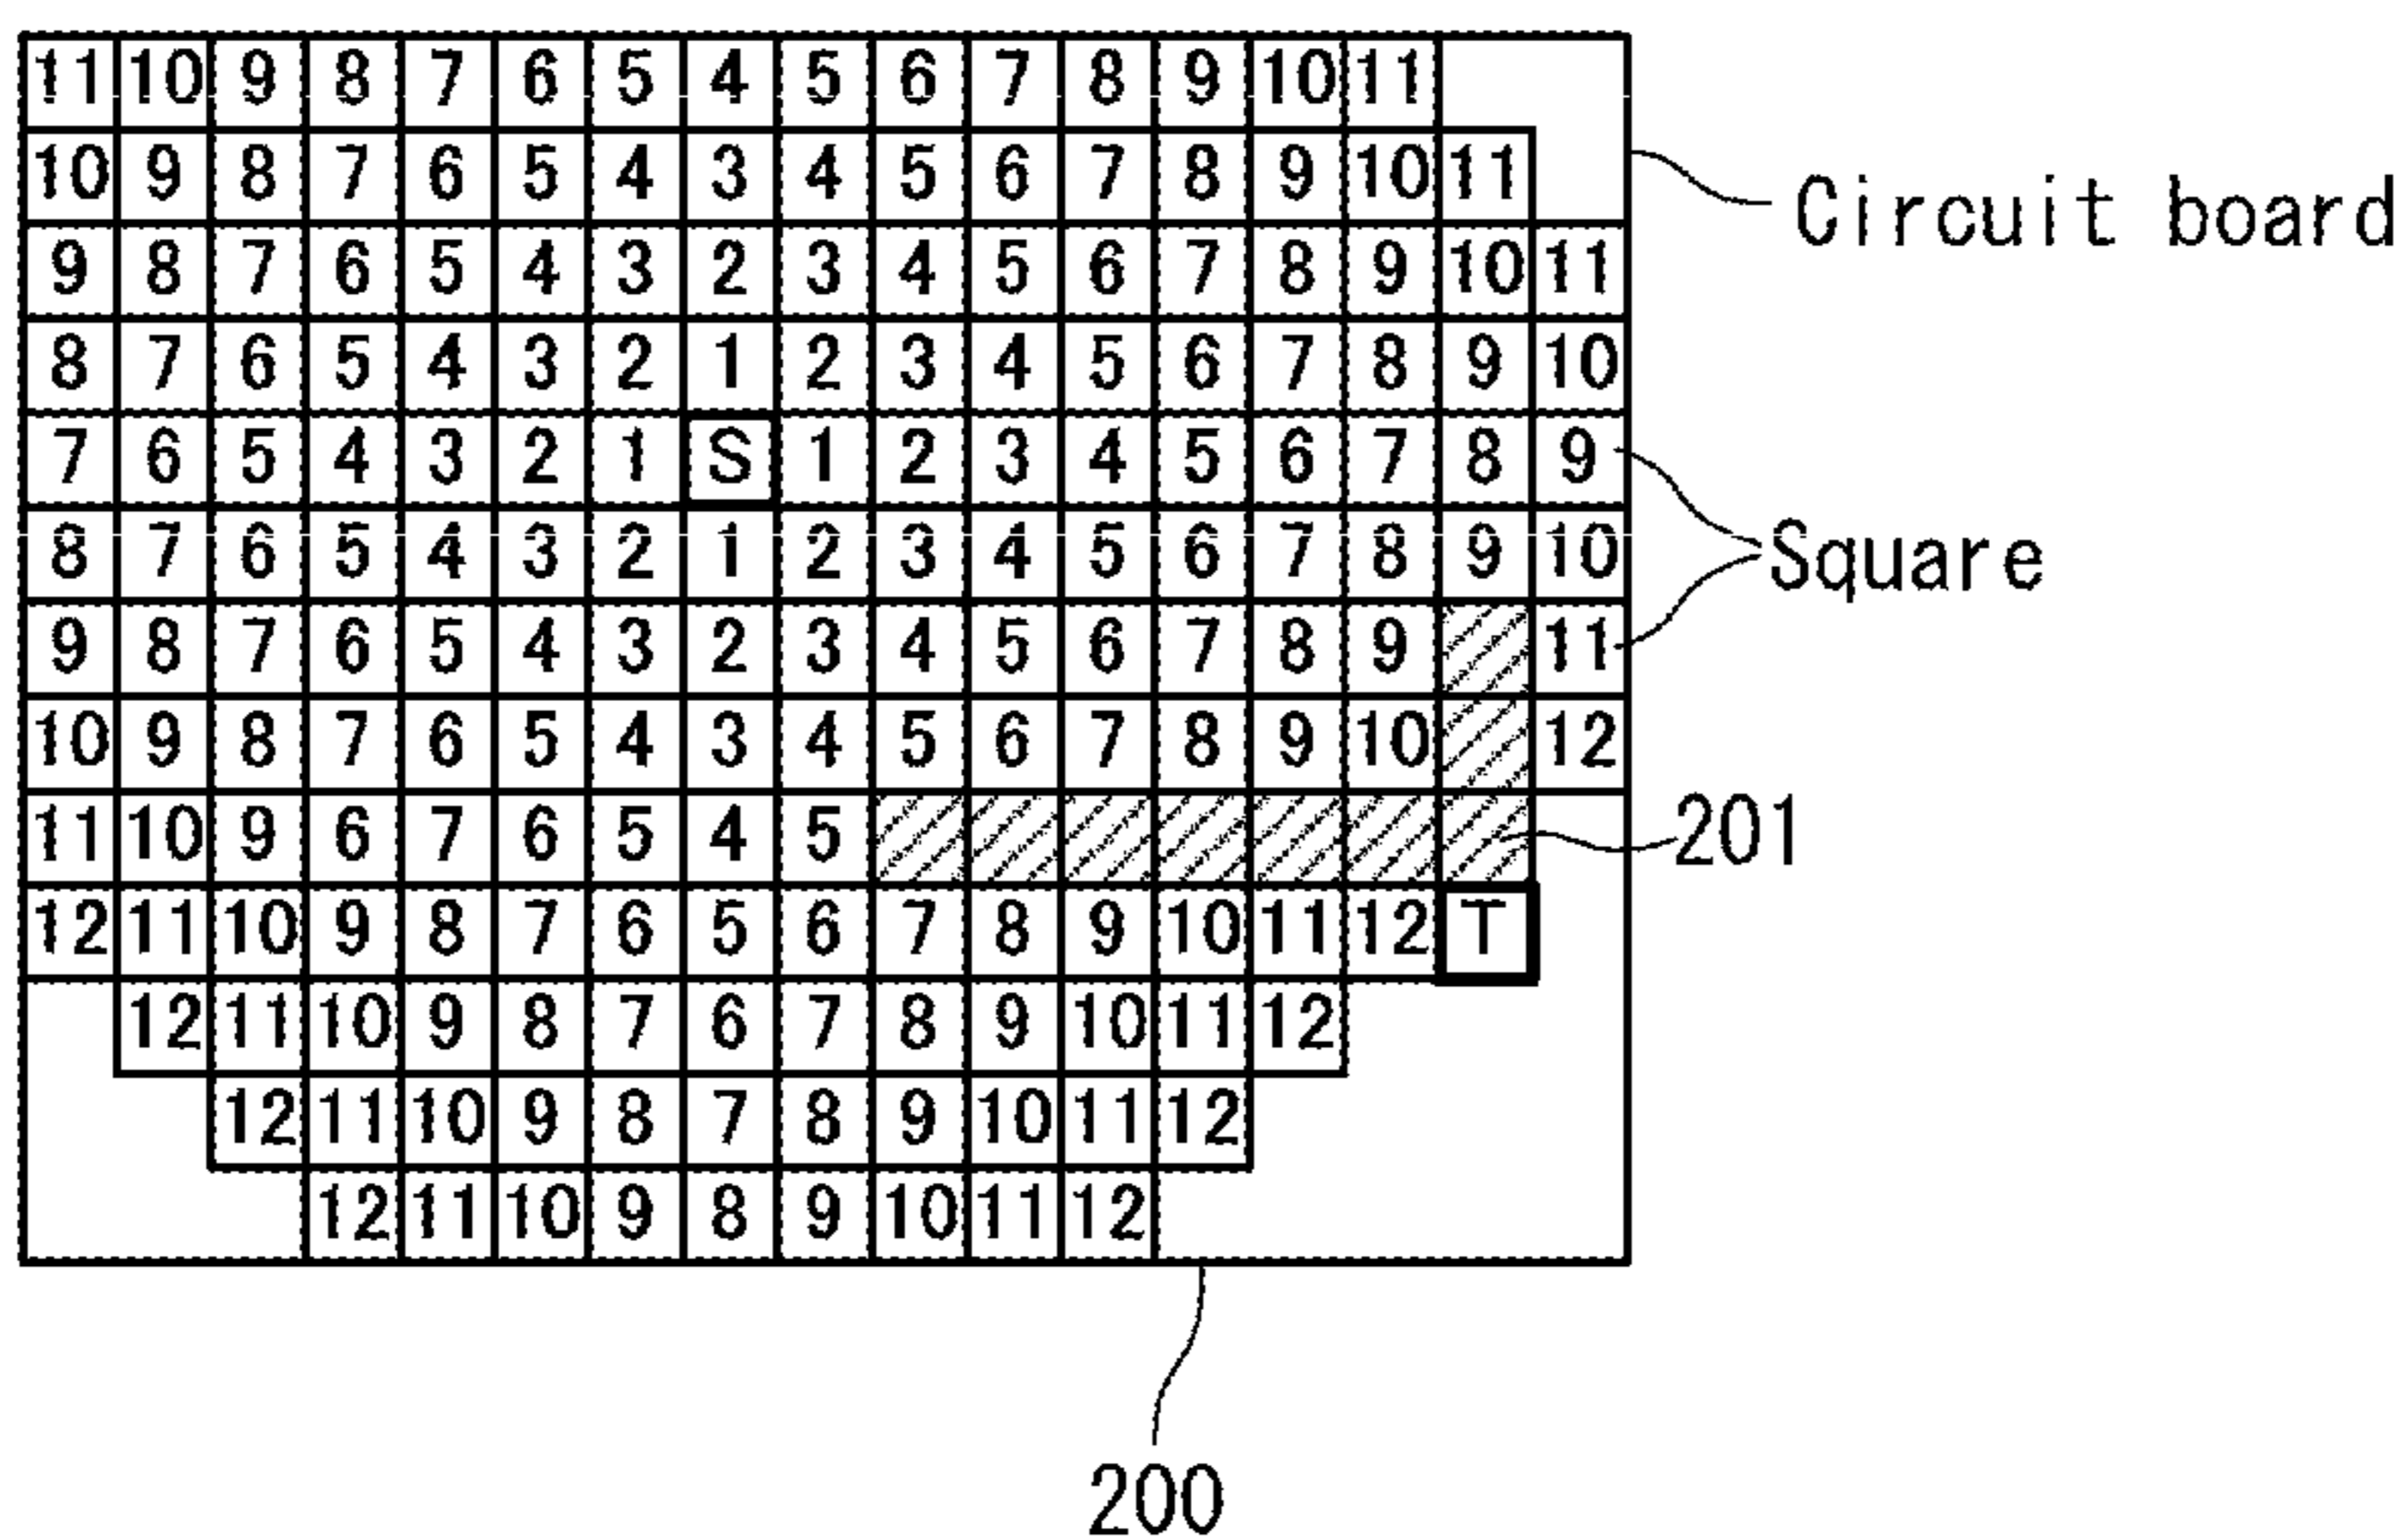 11 10 9 8 7 6 5 4 5 6 7 8 9 10 11
10 9 8 7 6 5 4 3 4 5 6 7 8 9 10 11
Circuit board
9 8 7 6 5 4 3 2 3 4 5 6 7 8 9 10 11
8 7 6 5 4 3 2 1 2 3 4 5 6 7 8 9 10
7 6 5 4 3 2 1 S 1 2 3 4 5 6 7 8 9
8 7 6 5 4 3 2 1 2 3 4 5 6 7 8 9 10
Square
9 8 7 6 5 4 3 2 3 4 5 6 7 8 9 11
10 9 8 7 6 5 4 3 4 5 6 7 8 9 10 12
11 10 9 6 7 6 5 4 5
201
12 11 10 9 8 7 6 5 6 7 8 9 10 11 12 T
12 11 10 9 8 7 6 7 8 9 10 11 12
12 11 10 9 8 7 8 9 10 11 12
12 11 10 9 8 9 10 11 12
200